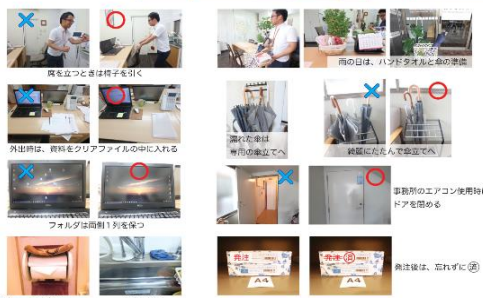 席を立つときは椅子を引く
雨の日は、ハンドタオルと傘の準備
外出時は、資料をクリアファイルの中に入れる
濡れた傘は
専用の傘立てへ
綺麗にたたんで傘立てへ
フォルダは両側1列を保つ
事務所のエアコン使用時は
ドアを閉める
発注
A4
発注 済
A4
発注後は、忘れずに㊞